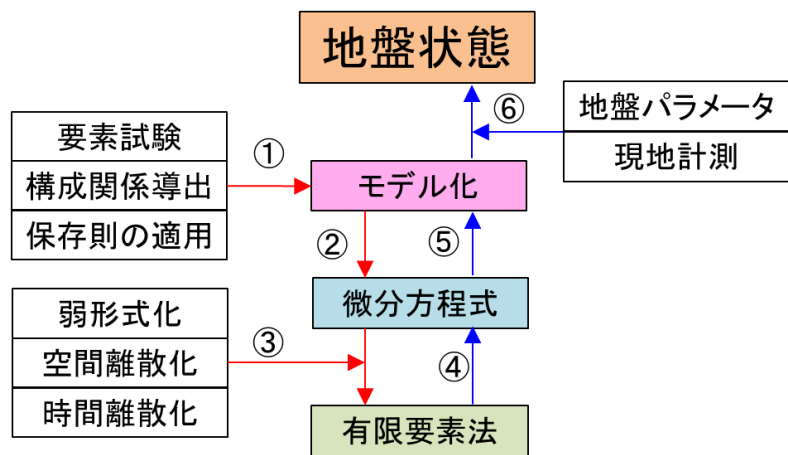 地盤状態
⑥
地盤パラメータ
現地計測
要素試験
構成関係導出
保存則の適用
①
モデル化
②
⑤
微分方程式
弱形式化
空間離散化
時間離散化
③
④
有限要素法